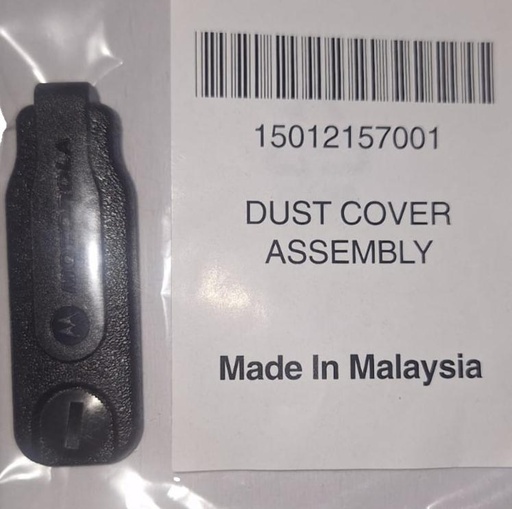 15012157001
DUST COVER
ASSEMBLY
Made In Malaysia
MOTOROLA